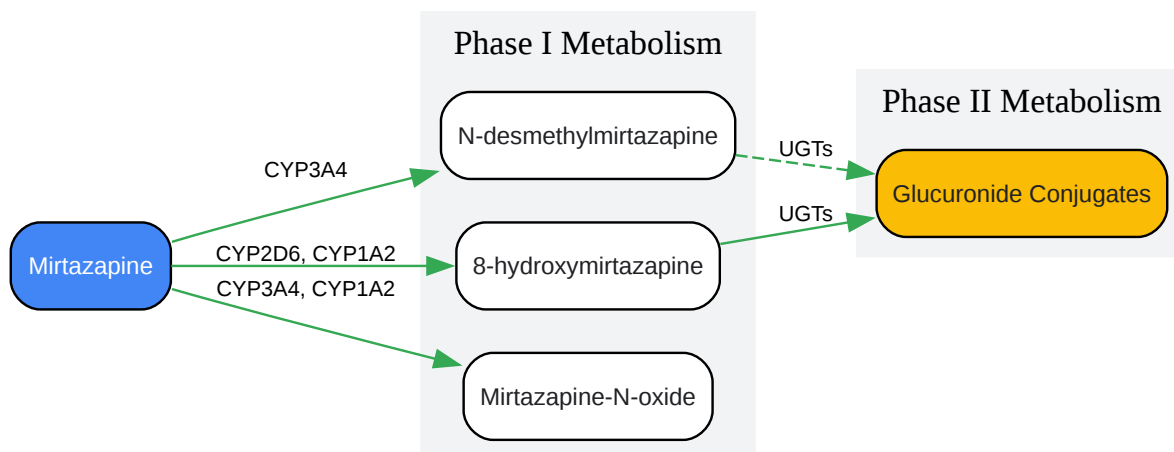 Phase I Metabolism
Phase II Metabolism
N-desmethylmirtazapine
UGTs
CYP3A4
Glucuronide Conjugates
UGTs
CYP2D6, CYP1A2
Mirtazapine
8-hydroxymirtazapine
CYP3A4, CYP1A2
Mirtazapine-N-oxide